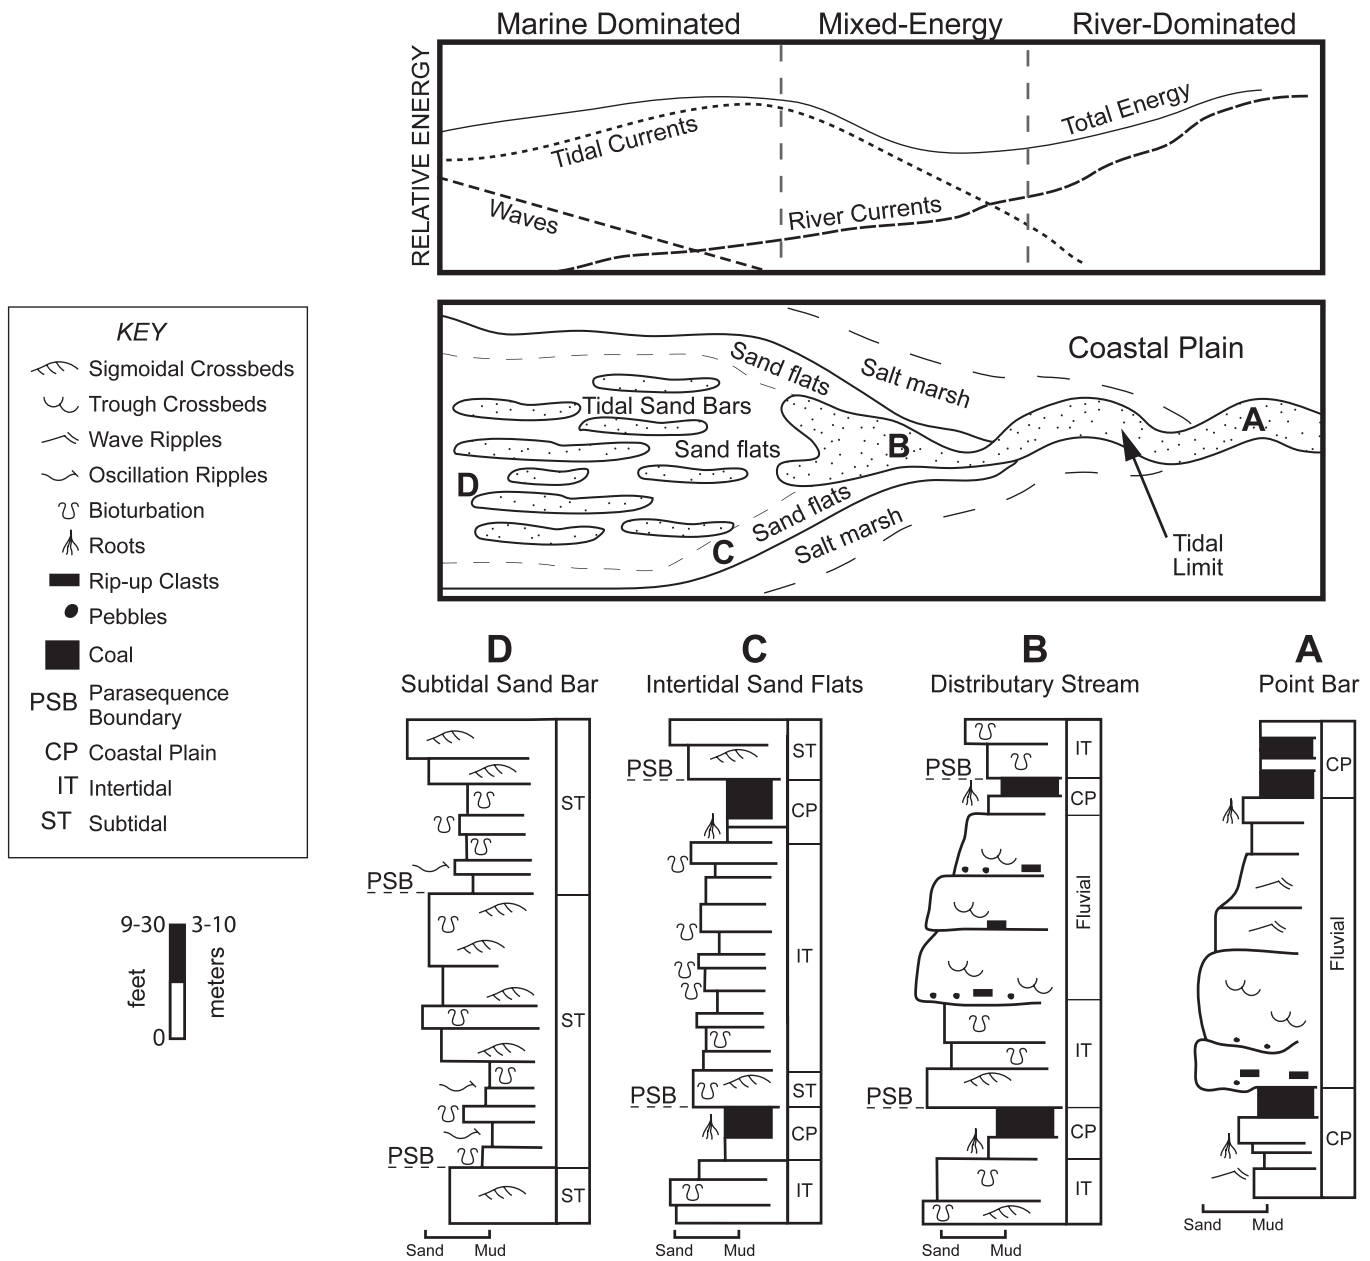 Marine Dominated
Mixed-Energy
River-Dominated
RELATIVE ENERGY
Tidal Currents
Waves
River Currents
Total Energy
KEY
Sigmoidal Crossbeds
Trough Crossbeds
Wave Ripples
Oscillation Ripples
Bioturbation
Roots
Rip-up Clasts
Pebbles
Coal
PSB Parasequence
Boundary
CP Coastal Plain
IT Intertidal
ST Subtidal
9-30 3-10
feet
meters
0
Coastal Plain
Sand flats
Salt marsh
Tidal Sand Bars
Sand flats
A
B
D
Sand flats
C
Salt marsh
Tidal
Limit
D
Subtidal Sand Bar
ST
PSB
ST
PSB
ST
Sand Mud
C
Intertidal Sand Flats
ST
PSB
CP
IT
ST
PSB
CP
IT
Sand Mud
B
Distributary Stream
IT
PSB
CP
Fluvial
IT
PSB
CP
IT
Sand Mud
A
Point Bar
CP
Fluvial
CP
Sand Mud